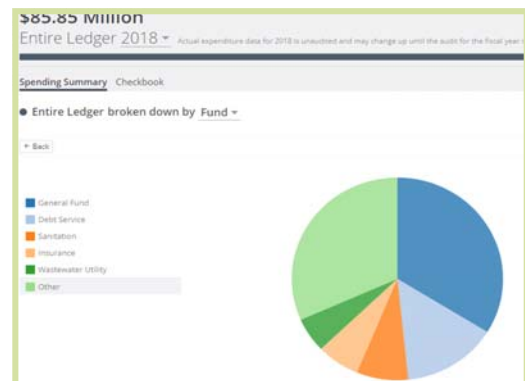 $85.85 Million
Entire Ledger 2018
Actual expenditure data for 2018 is unaudited and may change up until the audit for the fiscal year
Spending Summary Checkbook
Entire Ledger broken down by Fund
← Back
General Fund
Debt Service
Sanitation
Insurance
Wastewater Utility
Other